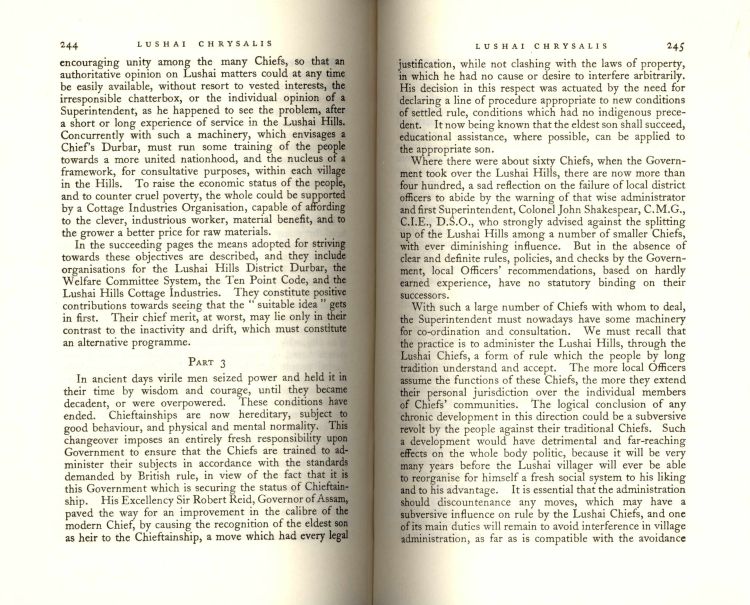 244 LUSHAI CHRYSALIS
encouraging unity among the many Chiefs, so that an
authoritative opinion on Lushai matters could at any time
be easily available, without resort to vested interests, the
irresponsible chatterbox, or the individual opinion of a
Superintendent, as he happened to see the problem, after
a short or long experience of service in the Lushai Hills.
Concurrently with such a machinery, which envisages a
Chief's Durbar, must run some training of the people
towards a more united nationhood, and the nucleus of a
framework, for consultative purposes, within each village
in the Hills. To raise the economic status of the people,
and to counter cruel poverty, the whole could be supported
by a Cottage Industries Organisation, capable of affording
to the clever, industrious worker, material benefit, and to
the grower a better price for raw materials.
In the succeeding pages the means adopted for striving
towards these objectives are described, and they include
organisations for the Lushai Hills District Durbar, the
Welfare Committee System, the Ten Point Code, and the
Lushai Hills Cottage Industries. They constitute positive
contributions towards seeing that the " suitable idea " gets
in first. Their chief merit, at worst, may lie only in their
contrast to the inactivity and drift, which must constitute
an alternative programme.
PART 3
In ancient days virile men seized power and held it in
their time by wisdom and courage, until they became
decadent, or were overpowered. These conditions have
ended. Chieftainships are now hereditary, subject to
good behaviour, and physical and mental normality. This
changeover imposes an entirely fresh responsibility upon
Government to ensure that the Chiefs are trained to ad-
minister their subjects in accordance with the standards
demanded by British rule, in view of the fact that it is
this Government which is securing the status of Chieftain-
ship. His Excellency Sir Robert Reid, Governor of Assam,
paved the way for an improvement in the calibre of the
modern Chief, by causing the recognition of the eldest son
as heir to the Chieftainship, a move which had every legal
LUSHAI CHRYSALIS 245
justification, while not clashing with the laws of property,
in which he had no cause or desire to interfere arbitrarily.
His decision in this respect was actuated by the need for
declaring a line of procedure appropriate to new conditions
of settled rule, conditions which had no indigenous prece-
dent. It now being known that the eldest son shall succeed,
educational assistance, where possible, can be applied to
the appropriate son.
Where there were about sixty Chiefs, when the Govern-
ment took over the Lushai Hills, there are now more than
four hundred, a sad reflection on the failure of local district
officers to abide by the warning of that wise administrator
and first Superintendent, Colonel John Shakespear, C.M.G.,
C.I.E., D.S.O., who strongly advised against the splitting
up of the Lushai Hills among a number of smaller Chiefs,
with ever diminishing influence. But in the absence of
clear and definite rules, policies, and checks by the Govern-
ment, local Officers' recommendations, based on hardly
earned experience, have no statutory binding on their
successors.
With such a large number of Chiefs with whom to deal,
the Superintendent must nowadays have some machinery
for co-ordination and consultation. We must recall that
the practice is to administer the Lushai Hills, through the
Lushai Chiefs, a form of rule which the people by long
tradition understand and accept. The more local Officers
assume the functions of these Chiefs, the more they extend
their personal jurisdiction over the individual members
of Chiefs' communities. The logical conclusion of any
chronic development in this direction could be a subversive
revolt by the people against their traditional Chiefs. Such
a development would have detrimental and far-reaching
effects on the whole body politic, because it will be very
many years before the Lushai villager will ever be able
to reorganise for himself a fresh social system to his liking
and to his advantage. It is essential that the administration
should discountenance any moves, which may have a
subversive influence on rule by the Lushai Chiefs, and one
of its main duties will remain to avoid interference in village
administration, as far as is compatible with the avoidance